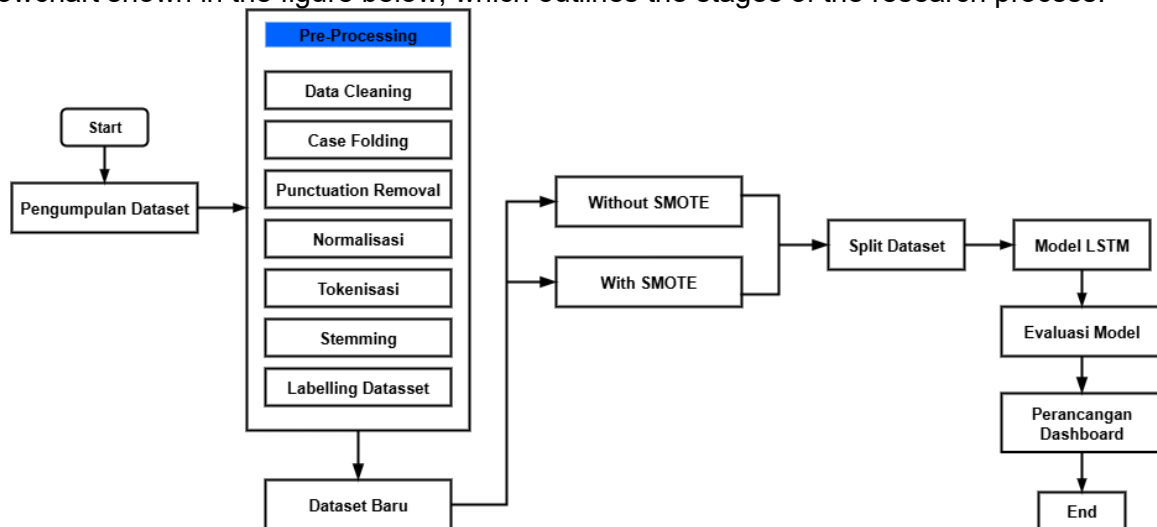 owchart shown in the figure below, which outlines the stages of the research process.
Start
Pengumpulan Dataset
Pre-Processing
Data Cleaning
Case Folding
Punctuation Removal
Normalisasi
Tokenisasi
Stemming
Labelling Datasset
Dataset Baru
Without SMOTE
With SMOTE
Split Dataset
Model LSTM
Evaluasi Model
Perancangan
Dashboard
End